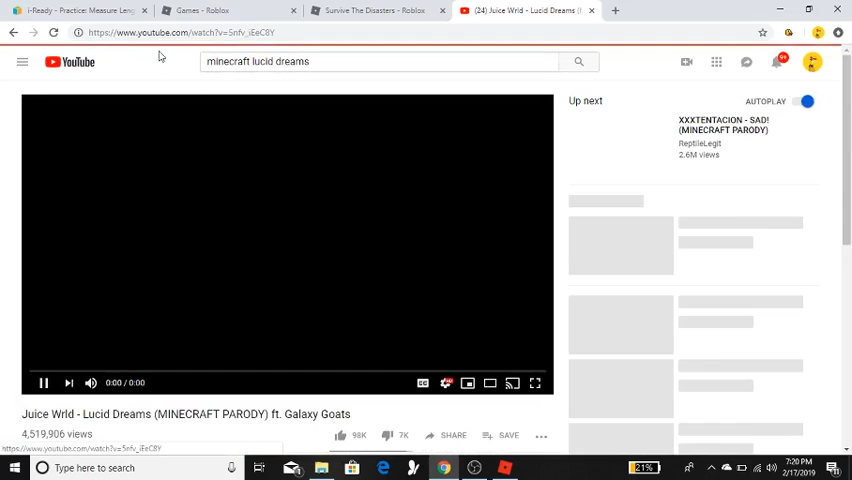 i-Ready - Practice: Measure Leng
Games - Roblox
Survive The Disasters - Roblox
(24) Juice Wrld - Lucid Dreams (
https://www.youtube.com/watch?v=5nfv_iEeC8Y
YouTube
minecraft lucid dreams
9+
Up next
AUTOPLAY
XXXTENTACION - SAD!
(MINECRAFT PARODY)
ReptileLegit
2.6M views
0:00 / 0:00
CC
Juice Wrld - Lucid Dreams (MINECRAFT PARODY) ft. Galaxy Goats
4,519,906 views
98K
7K
SHARE
SAVE
https://www.youtube.com/watch?v=5nfv_iEeC8Y
Type here to search
21%
7:20 PM
2/17/2019